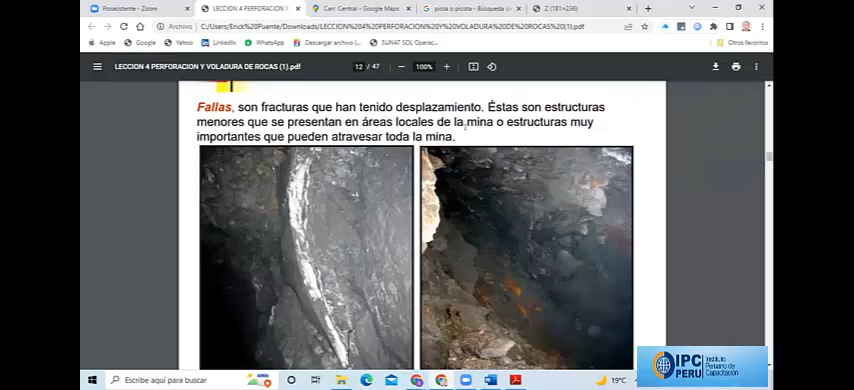 Posasistente - Zoom
LECCION 4 PERFORACION Y V
Carr. Central - Google Maps
picsa o picota - Búsqueda
Z (181×236)
Archivo
C:/Users/Erick%20Puente/Downloads/LECCION%204%20PERFORACION%20Y%20VOLADURA%20DE%20ROCAS%20(1).pdf
Apple
Google
Yahoo
LinkedIn
WhatsApp
Descargar archivo (...
SUNAT SOL Operac...
Otros favoritos
LECCION 4 PERFORACION Y VOLADURA DE ROCAS (1).pdf
12 / 47
100%
Fallas, son fracturas que han tenido desplazamiento. Éstas son estructuras
menores que se presentan en áreas locales de la mina o estructuras muy
importantes que pueden atravesar toda la mina.
Escribe aquí para buscar
19°C
IPC
PERU
Instituto
Peruano de
Capacitación